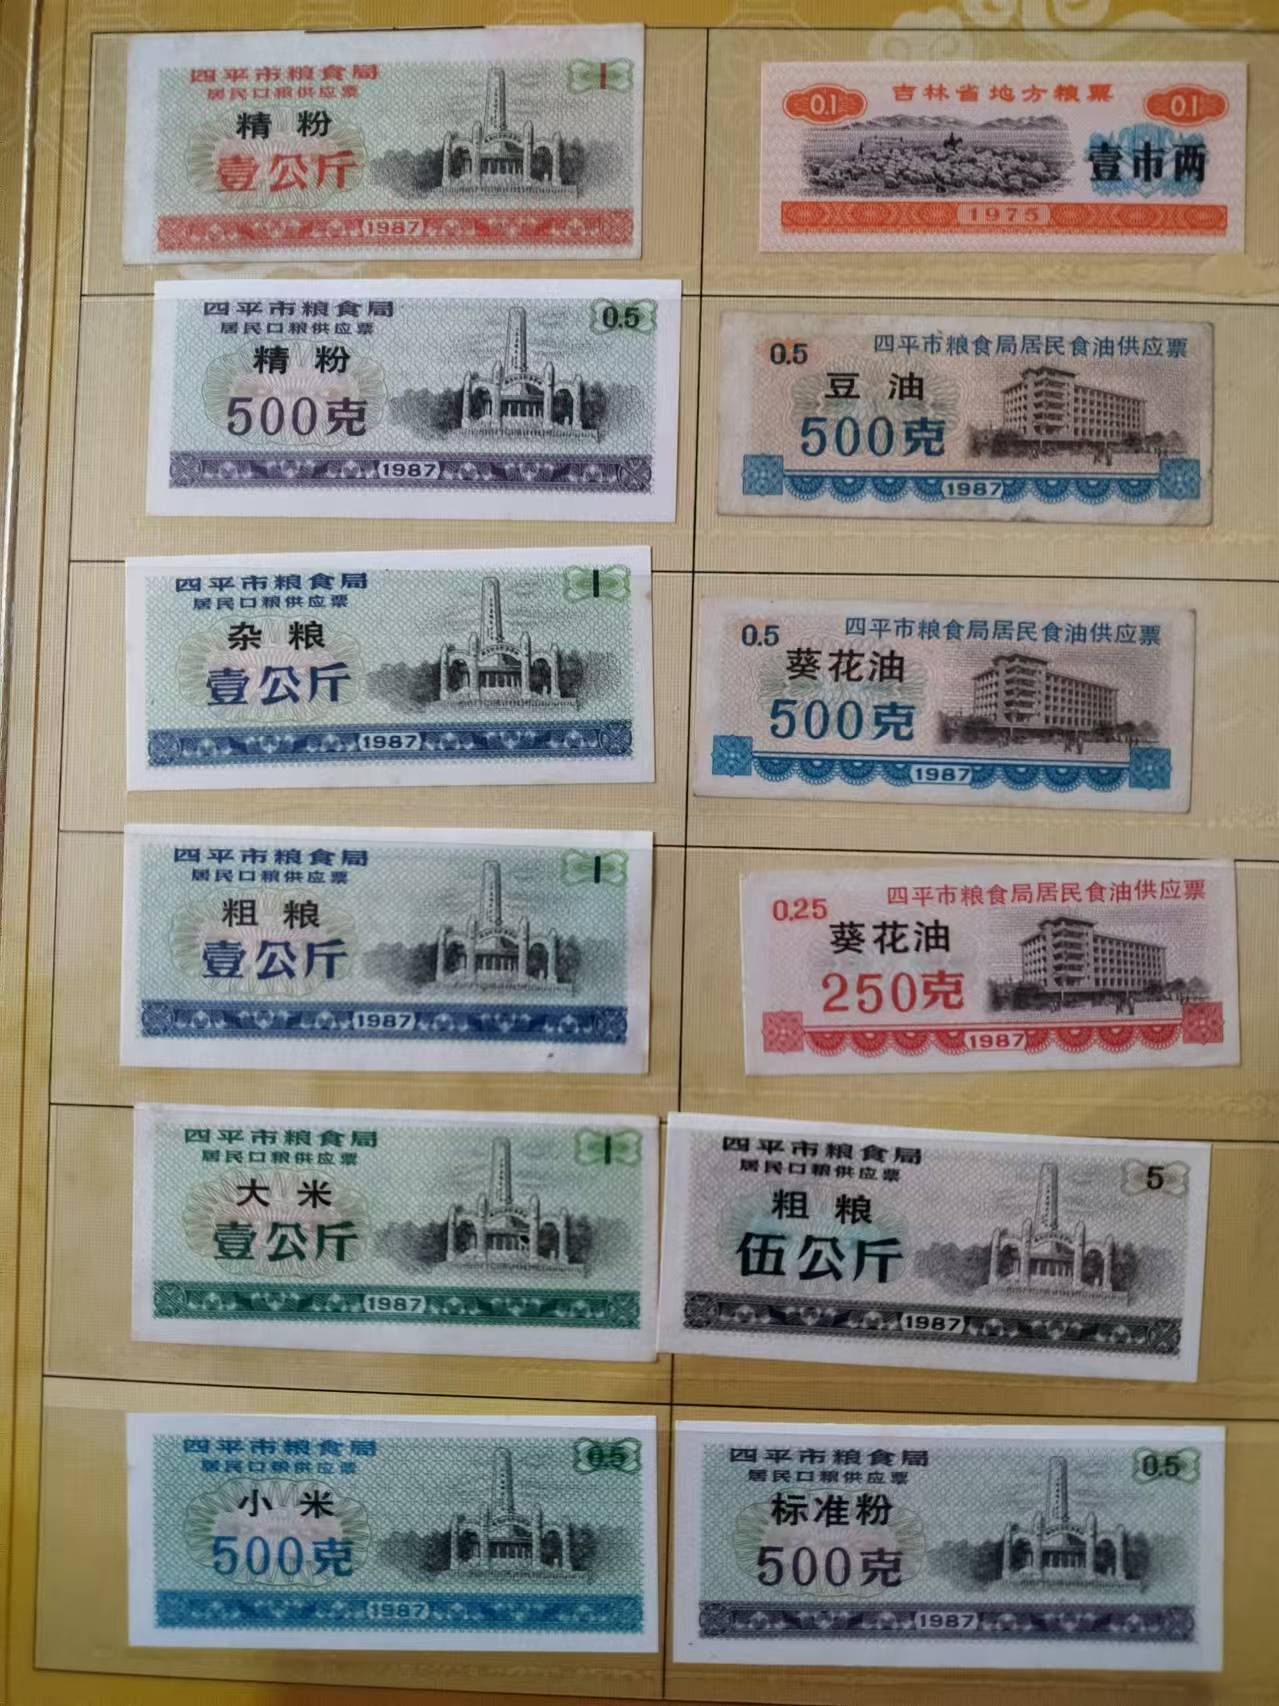 四平市粮食局
1
居民口粮供应票
精粉
壹公斤
1987
吉林省地方粮票
0.1
0.1
壹市两
1975
四平市粮食局
0.5
居民口粮供应票
精粉
500克
1987
四平市粮食局居民食油供应票
0.5
豆油
500克
1987
四平市粮食局
1
居民口粮供应票
杂粮
壹公斤
1987
四平市粮食局居民食油供应票
0.5
葵花油
500克
1987
四平市粮食局
1
居民口粮供应票
粗粮
壹公斤
1987
四平市粮食局居民食油供应票
0.25
葵花油
250克
1987
四平市粮食局
1
居民口粮供应票
大米
壹公斤
1987
四平市粮食局
5
居民口粮供应票
粗粮
伍公斤
1987
四平市粮食局
0.5
居民口粮供应票
小米
500克
1987
四平市粮食局
0.5
居民口粮供应票
标准粉
500克
1987